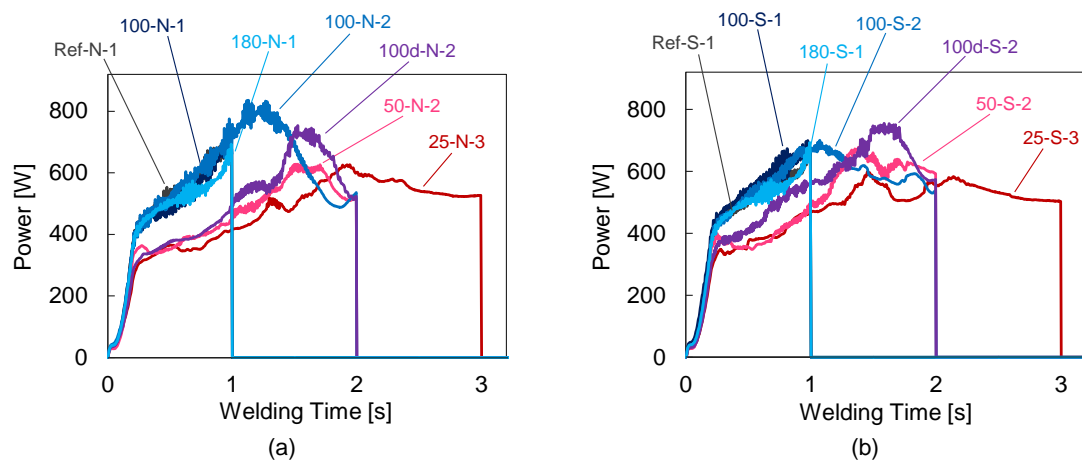 100-N-1
100-N-2
Ref-N-1
180-N-1
100d-N-2
50-N-2
25-N-3
800
600
400
200
0
Power [W]
0 1 2 3
Welding Time [s]
(a)
100-S-1
100-S-2
100d-S-2
Ref-S-1
180-S-1
50-S-2
25-S-3
800
600
400
200
0
Power [W]
0 1 2 3
Welding Time [s]
(b)